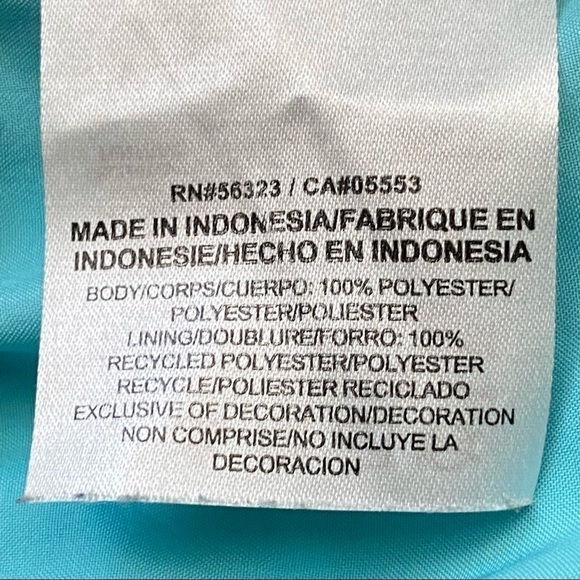 RN#56323 / CA#05553
MADE IN INDONESIA/FABRIQUE EN
INDONESIE/HECHO EN INDONESIA
BODY/CORPS/CUERPO: 100% POLYESTER/
POLYESTER/POLIESTER
LINING/DOUBLURE/FORRO: 100%
RECYCLED POLYESTER/POLYESTER
RECYCLE/POLIESTER RECICLADO
EXCLUSIVE OF DECORATION/DECORATION
NON COMPRISE/NO INCLUYE LA
DECORACION